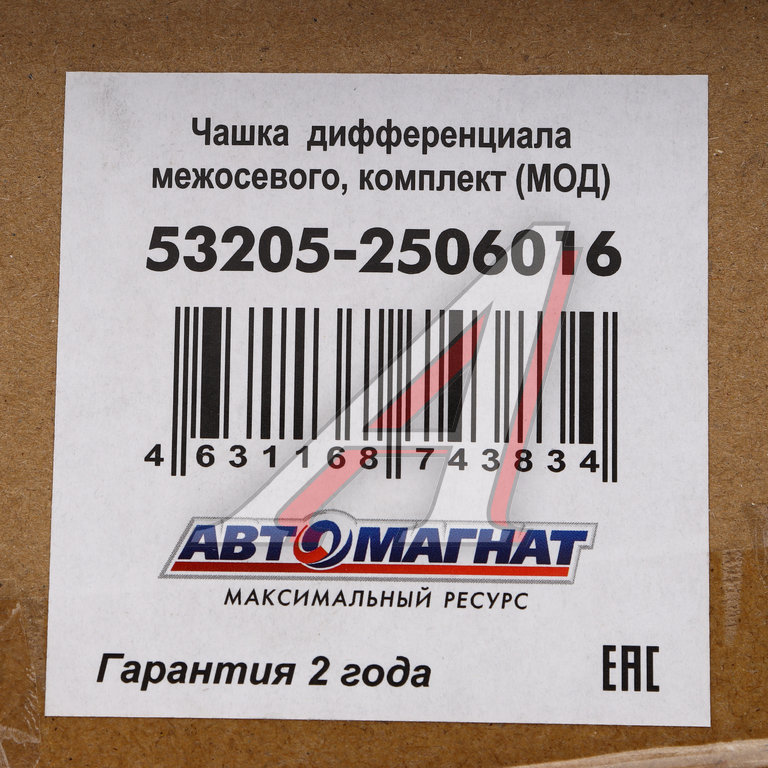 Чашка дифференциала
межосевого, комплект (МОД)
53205-2506016
4 631168 743834
АВТОМАГНАТ
МАКСИМАЛЬНЫЙ РЕСУРС
Гарантия 2 года
ЕАС